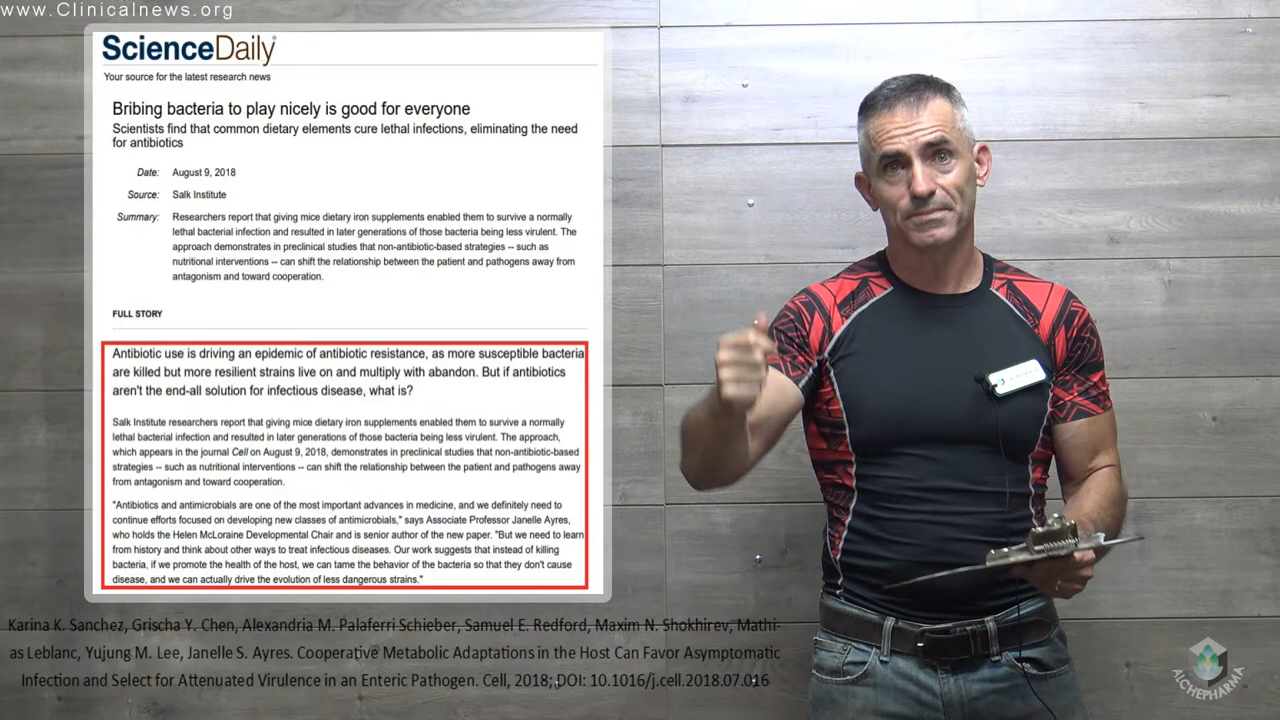 www.Clinicalnews.org
ScienceDaily
Your source for the latest research news
Bribing bacteria to play nicely is good for everyone
Scientists find that common dietary elements cure lethal infections, eliminating the need
for antibiotics
Date: August 9, 2018
Source: Salk Institute
Summary: Researchers report that giving mice dietary iron supplements enabled them to survive a normally
lethal bacterial infection and resulted in later generations of those bacteria being less virulent. The
approach demonstrates in preclinical studies that non-antibiotic-based strategies -- such as
nutritional interventions -- can shift the relationship between the patient and pathogens away from
antagonism and toward cooperation.
FULL STORY
Antibiotic use is driving an epidemic of antibiotic resistance, as more susceptible bacteria
are killed but more resilient strains live on and multiply with abandon. But if antibiotics
aren't the end-all solution for infectious disease, what is?
Salk Institute researchers report that giving mice dietary iron supplements enabled them to survive a normally
lethal bacterial infection and resulted in later generations of those bacteria being less virulent. The approach,
which appears in the journal Cell on August 9, 2018, demonstrates in preclinical studies that non-antibiotic-based
strategies -- such as nutritional interventions -- can shift the relationship between the patient and pathogens away
from antagonism and toward cooperation.
"Antibiotics and antimicrobials are one of the most important advances in medicine, and we definitely need to
continue efforts focused on developing new classes of antimicrobials," says Associate Professor Janelle Ayres,
who holds the Helen McLoraine Developmental Chair and is senior author of the new paper. "But we need to learn
from history and think about other ways to treat infectious diseases. Our work suggests that instead of killing
bacteria, if we promote the health of the host, we can tame the behavior of the bacteria so that they don't cause
disease, and we can actually drive the evolution of less dangerous strains."
Karina K. Sanchez, Grischa Y. Chen, Alexandria M. Palaferri Schieber, Samuel E. Redford, Maxim N. Shokhirev, Mathi-
as Leblanc, Yujung M. Lee, Janelle S. Ayres. Cooperative Metabolic Adaptations in the Host Can Favor Asymptomatic
Infection and Select for Attenuated Virulence in an Enteric Pathogen. Cell, 2018; DOI: 10.1016/j.cell.2018.07.016
ALCHEPHARMA